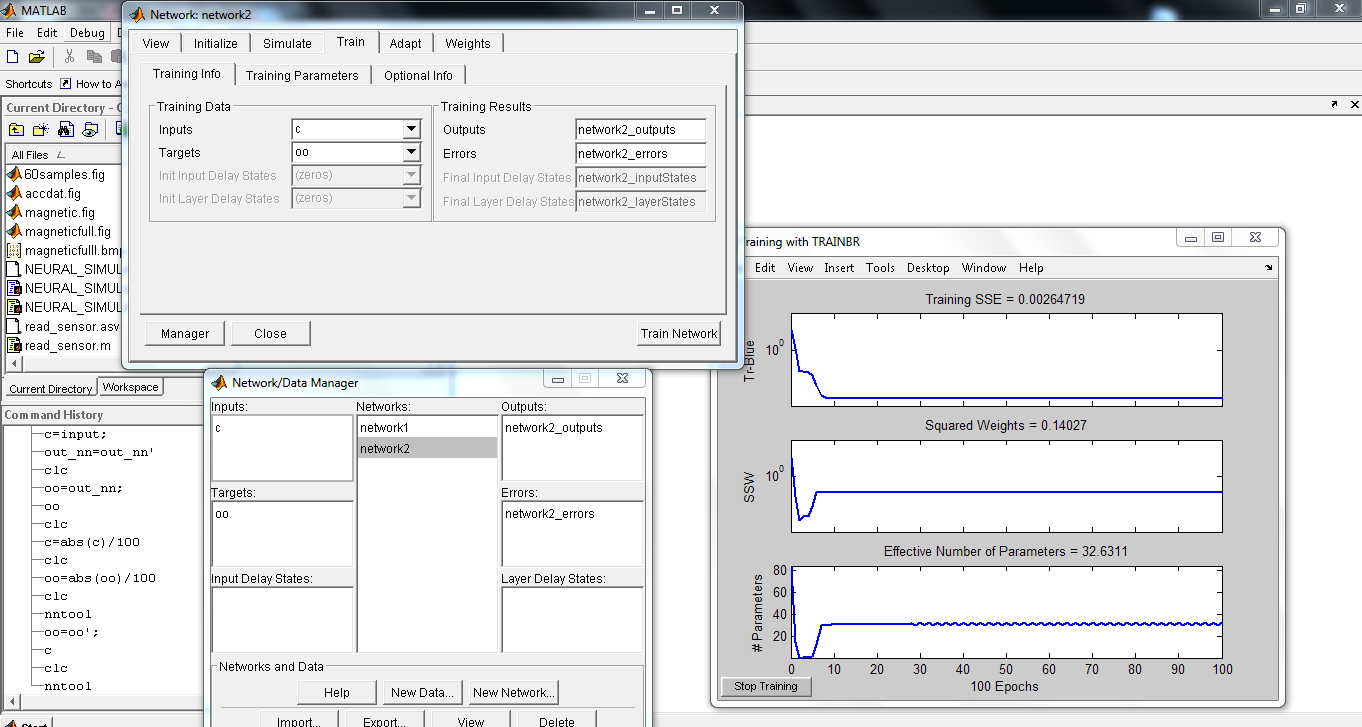 MATLAB
File Edit Debug
Shortcuts How to A
Current Directory - C
All Files
60samples.fig
accdat.fig
magnetic.fig
magneticfull.fig
magneticfulll.bmp
NEURAL_SIMUL
NEURAL_SIMUL
NEURAL_SIMUL
read_sensor.asv
read_sensor.m
Current Directory Workspace
Command History
c=input;
out_nn=out_nn'
clc
oo=out_nn;
oo
clc
c=abs(c)/100
clc
oo=abs(oo)/100
clc
nntool
oo=oo';
c
clc
nntool
Start
Network: network2
View Initialize Simulate Train Adapt Weights
Training Info Training Parameters Optional Info
Training Data
Inputs c
Targets oo
Init Input Delay States (zeros)
Init Layer Delay States (zeros)
Training Results
Outputs network2_outputs
Errors network2_errors
Final Input Delay States network2_inputStates
Final Layer Delay States network2_layerStates
Manager Close Train Network
Network/Data Manager
Inputs: Networks: Outputs:
c network1 network2_outputs
network2
Targets: Errors:
oo network2_errors
Input Delay States: Layer Delay States:
Networks and Data
Help New Data... New Network...
Import... Export... View Delete
raining with TRAINBR
Edit View Insert Tools Desktop Window Help
Training SSE = 0.00264719
Tr-Blue
10^0
Squared Weights = 0.14027
SSW
10^0
Effective Number of Parameters = 32.6311
# Parameters
80
60
40
20
0 10 20 30 40 50 60 70 80 90 100
100 Epochs
Stop Training